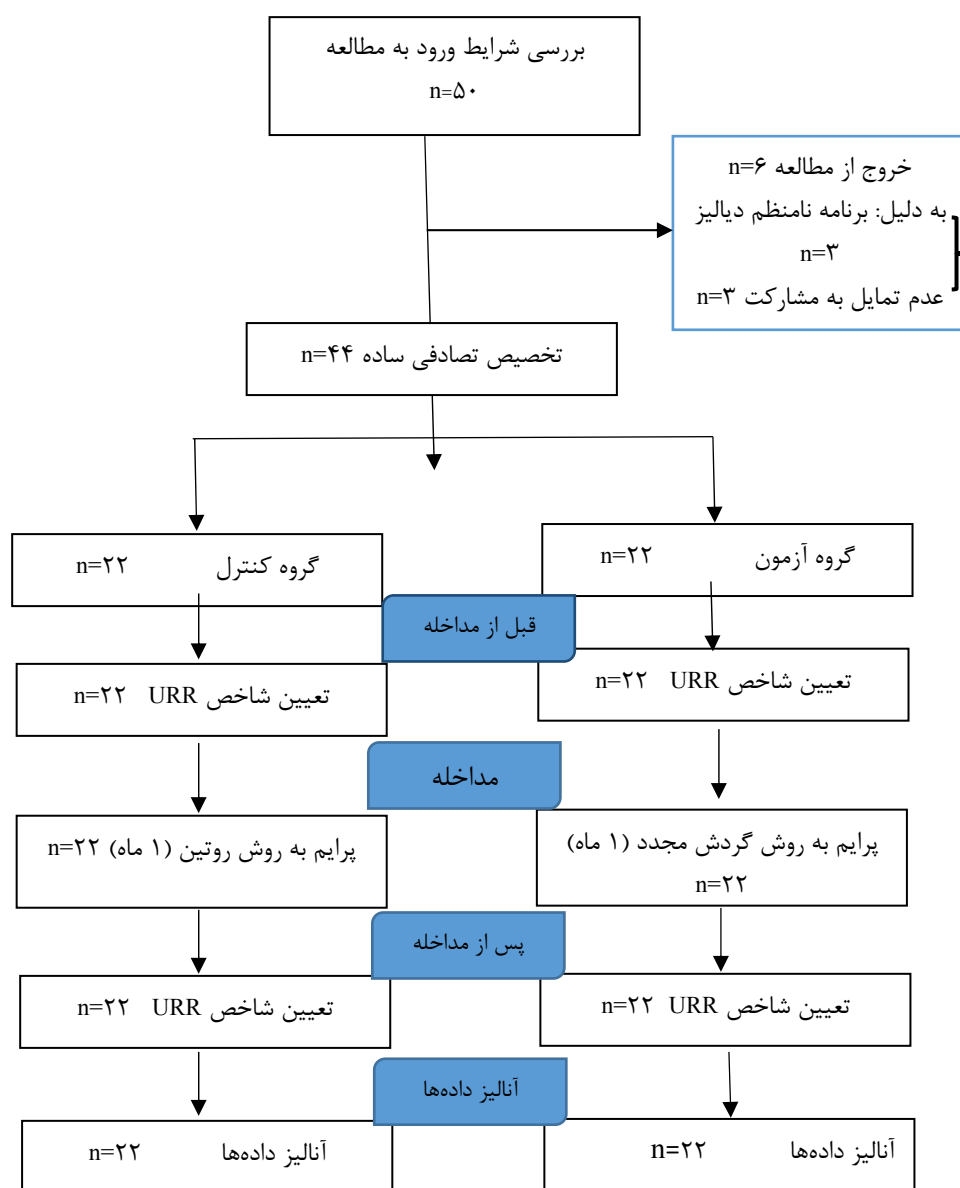 بررسی شرایط ورود به مطالعه
n=۵۰
خروج از مطالعه n=۶
به دلیل: برنامه نامنظم دیالیز
n=۳
عدم تمایل به مشارکت n=۳
تخصیص تصادفی ساده n=۴۴
گروه آزمون n=۲۲
گروه کنترل n=۲۲
قبل از مداخله
تعیین شاخص URR n=۲۲
تعیین شاخص URR n=۲۲
مداخله
پرایم به روش گردش مجدد (۱ ماه)
n=۲۲
پرایم به روش روتین (۱ ماه) n=۲۲
پس از مداخله
تعیین شاخص URR n=۲۲
تعیین شاخص URR n=۲۲
آنالیز داده‌ها
آنالیز داده‌ها n=۲۲
آنالیز داده‌ها n=۲۲